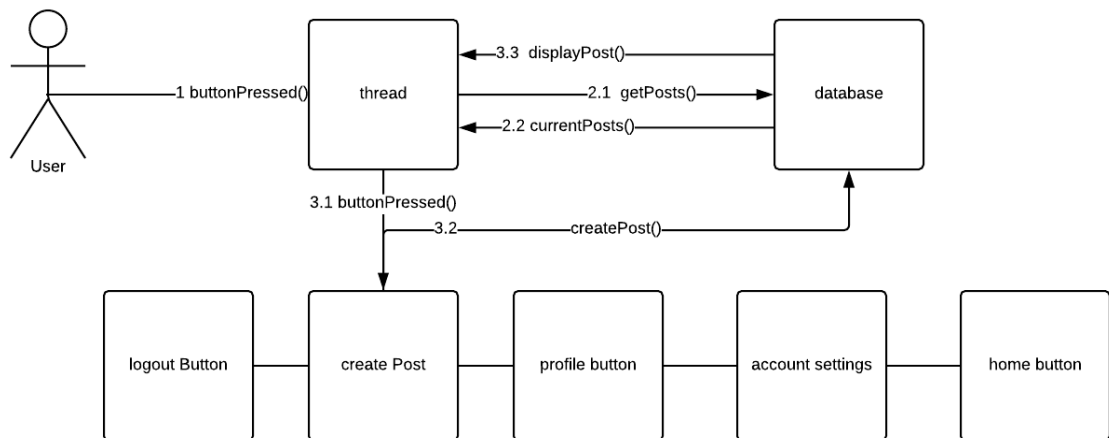 3.3 displayPost()
1 buttonPressed()
thread
2.1 getPosts()
database
2.2 currentPosts()
User
3.1 buttonPressed()
3.2 createPost()
logout Button
create Post
profile button
account settings
home button